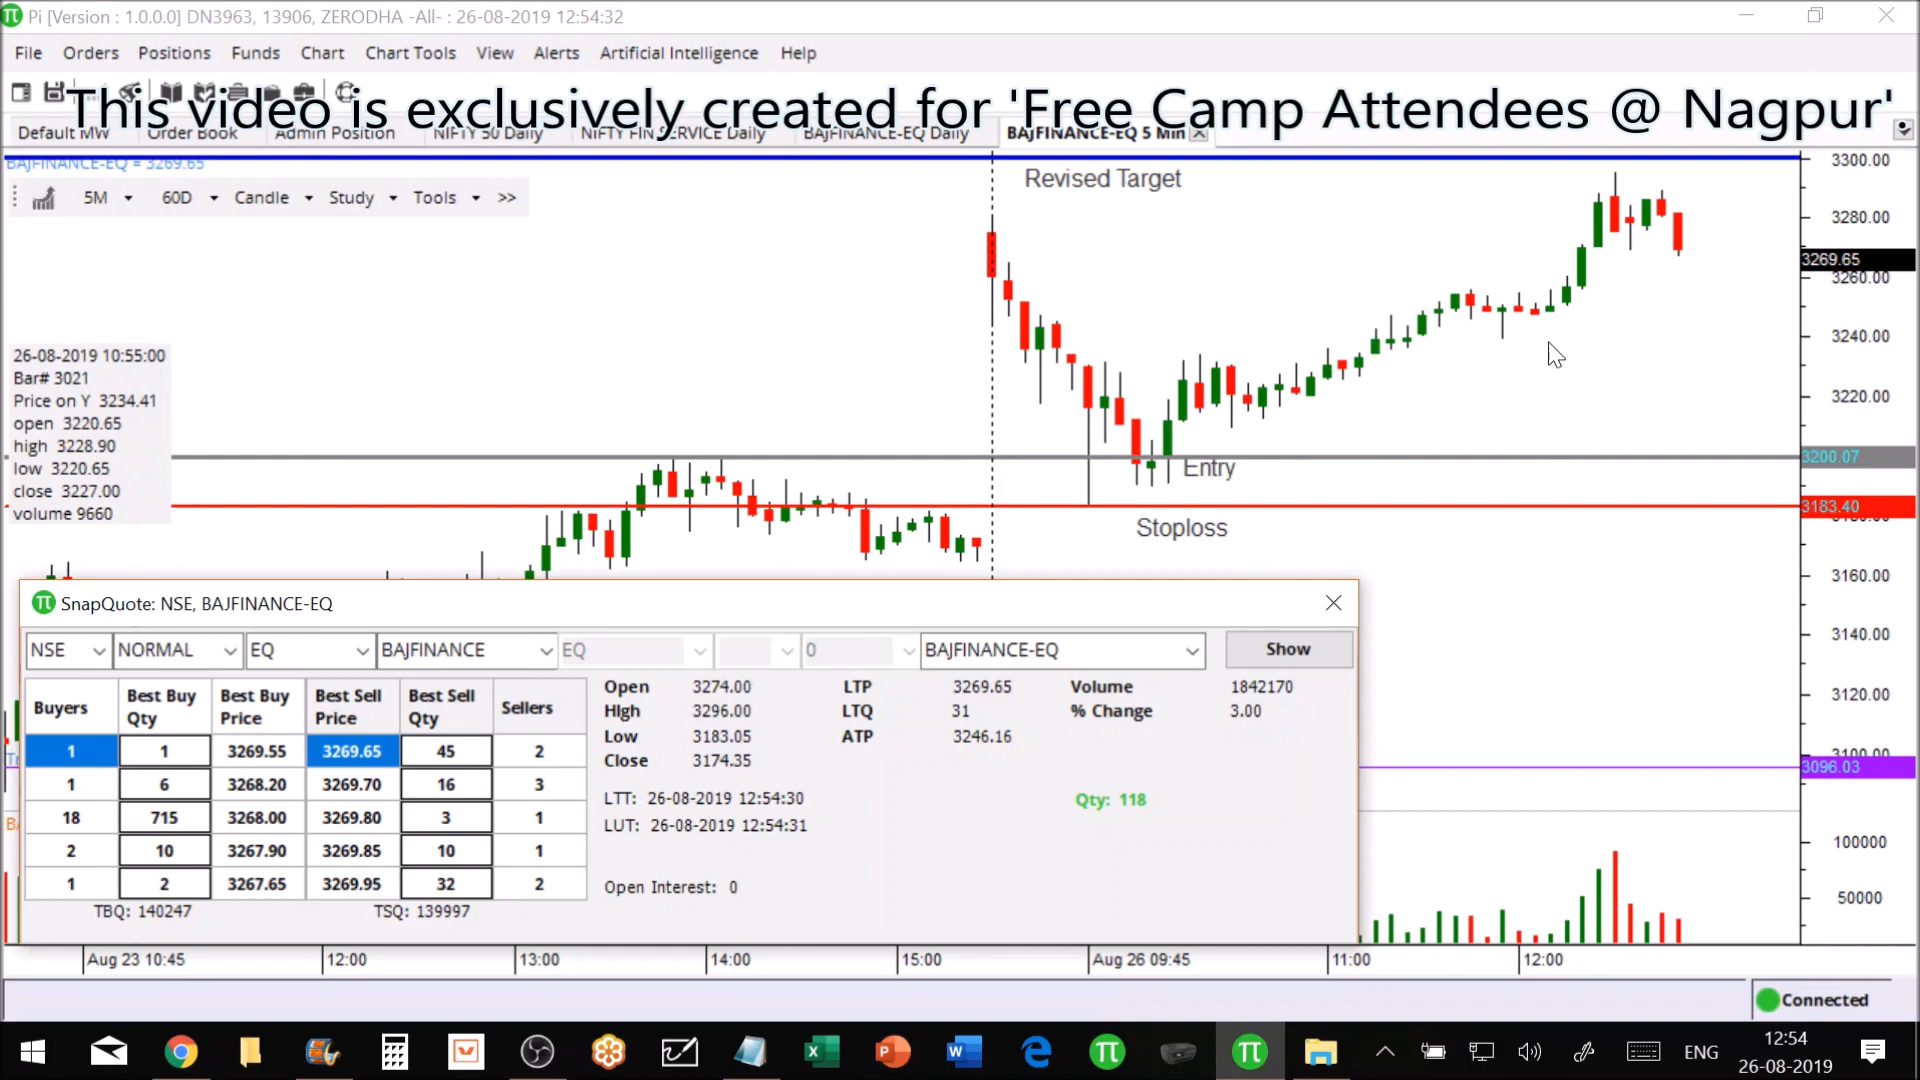 Pi [Version : 1.0.0.0] DN3963, 13906, ZERODHA -All- : 26-08-2019 12:54:32
File Orders Positions Funds Chart Chart Tools View Alerts Artificial Intelligence Help
This video is exclusively created for 'Free Camp Attendees @ Nagpur'
Default MW Order Book Admin Position NIFTY 50 Daily NIFTY FIN SERVICE Daily BAJFINANCE-EQ Daily BAJFINANCE-EQ 5 Min
BAJFINANCE-EQ = 3269.65
5M 60D Candle Study Tools >>
Revised Target
3300.00
3280.00
3269.65
3260.00
3240.00
3220.00
3200.07
3183.40
3160.00
3140.00
3120.00
3100.00
3096.03
100000
50000
26-08-2019 10:55:00
Bar# 3021
Price on Y 3234.41
open 3220.65
high 3228.90
low 3220.65
close 3227.00
volume 9660
Entry
Stoploss
SnapQuote: NSE, BAJFINANCE-EQ
NSE NORMAL EQ BAJFINANCE EQ 0 BAJFINANCE-EQ Show
Buyers Best Buy Qty Best Buy Price Best Sell Price Best Sell Qty Sellers
1 1 3269.55 3269.65 45 2
1 6 3268.20 3269.70 16 3
18 715 3268.00 3269.80 3 1
2 10 3267.90 3269.85 10 1
1 2 3267.65 3269.95 32 2
TBQ: 140247 TSQ: 139997
Open 3274.00 LTP 3269.65 Volume 1842170
High 3296.00 LTQ 31 % Change 3.00
Low 3183.05 ATP 3246.16
Close 3174.35
LTT: 26-08-2019 12:54:30
Qty: 118
LUT: 26-08-2019 12:54:31
Open Interest: 0
Aug 23 10:45 12:00 13:00 14:00 15:00 Aug 26 09:45 11:00 12:00
Connected
ENG
12:54
26-08-2019